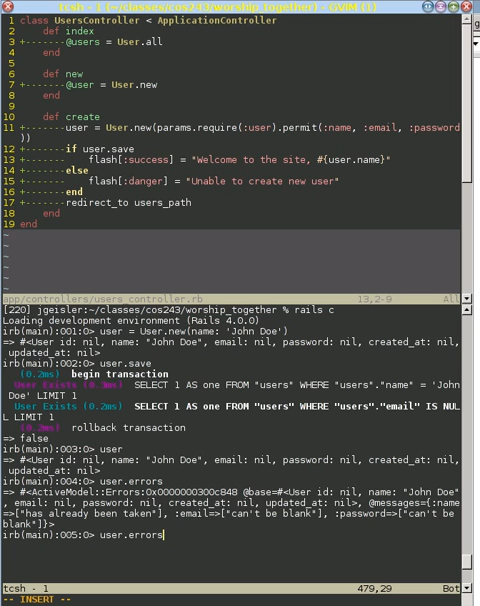 tcsh - 1 (~/classes/cos243/worship_together) - GVIM (1)
1 class UsersController < ApplicationController
2 def index
3 +-------@users = User.all
4 end
5
6 def new
7 +-------@user = User.new
8 end
9
10 def create
11 +-------user = User.new(params.require(:user).permit(:name, :email, :password
))
12 +-------if user.save
13 +------- flash[:success] = "Welcome to the site, #{user.name}"
14 +-------else
15 +------- flash[:danger] = "Unable to create new user"
16 +-------end
17 +-------redirect_to users_path
18 end
19 end
~
~
~
~
~
~
app/controllers/users_controller.rb 13,2-9 All
[220] jgeisler:~/classes/cos243/worship_together % rails c
Loading development environment (Rails 4.0.0)
irb(main):001:0> user = User.new(name: 'John Doe')
=> #<User id: nil, name: "John Doe", email: nil, password: nil, created_at: nil,
updated_at: nil>
irb(main):002:0> user.save
(0.2ms) begin transaction
User Exists (0.3ms) SELECT 1 AS one FROM "users" WHERE "users"."name" = 'John
Doe' LIMIT 1
User Exists (0.2ms) SELECT 1 AS one FROM "users" WHERE "users"."email" IS NUL
L LIMIT 1
(0.2ms) rollback transaction
=> false
irb(main):003:0> user
=> #<User id: nil, name: "John Doe", email: nil, password: nil, created_at: nil,
updated_at: nil>
irb(main):004:0> user.errors
=> #<ActiveModel::Errors:0x0000000300c848 @base=#<User id: nil, name: "John Doe"
, email: nil, password: nil, created_at: nil, updated_at: nil>, @messages={:name
=>["has already been taken"], :email=>["can't be blank"], :password=>["can't be
blank"]}>
irb(main):005:0> user.errors
tcsh - 1 479,29 Bot
-- INSERT --